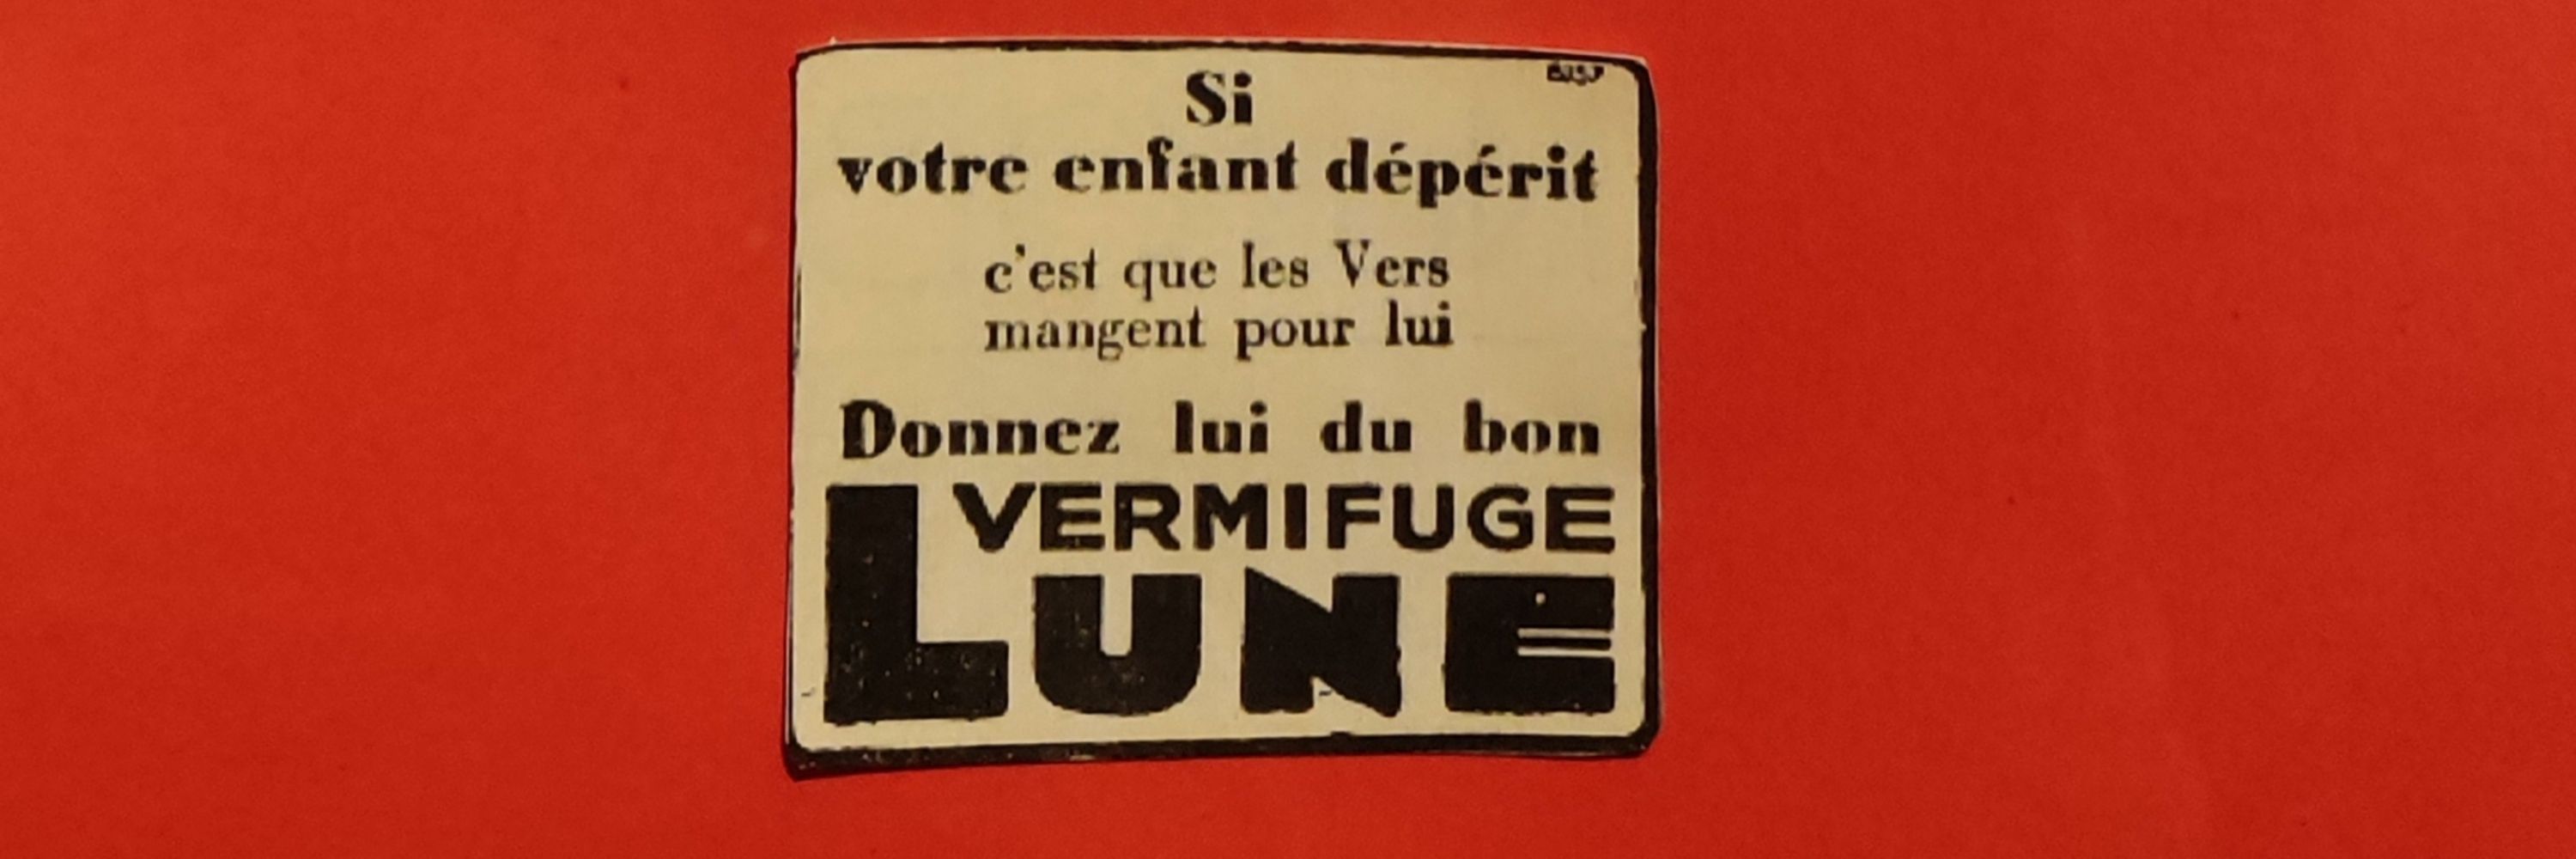 Si
votre enfant dépérit
c'est que les Vers
mangent pour lui
Donnez lui du bon
VERMIFUGE
LUNE